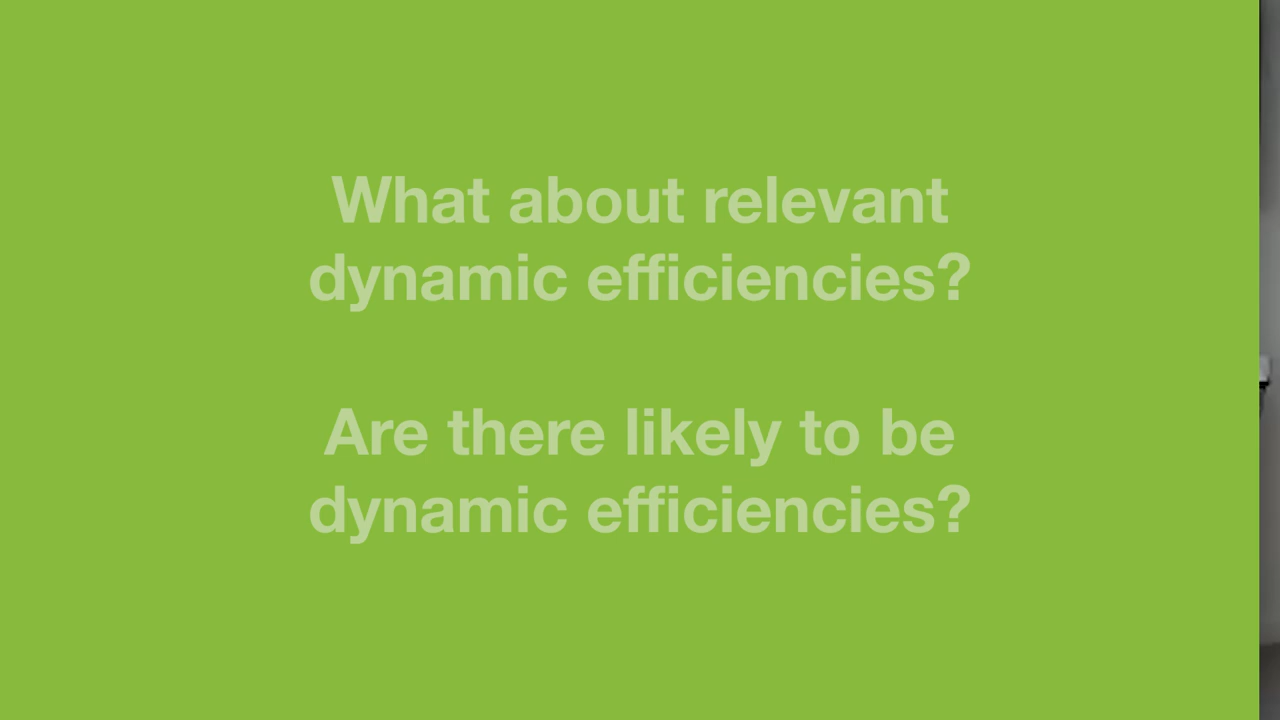 What about relevant
dynamic efficiencies?
Are there likely to be
dynamic efficiencies?